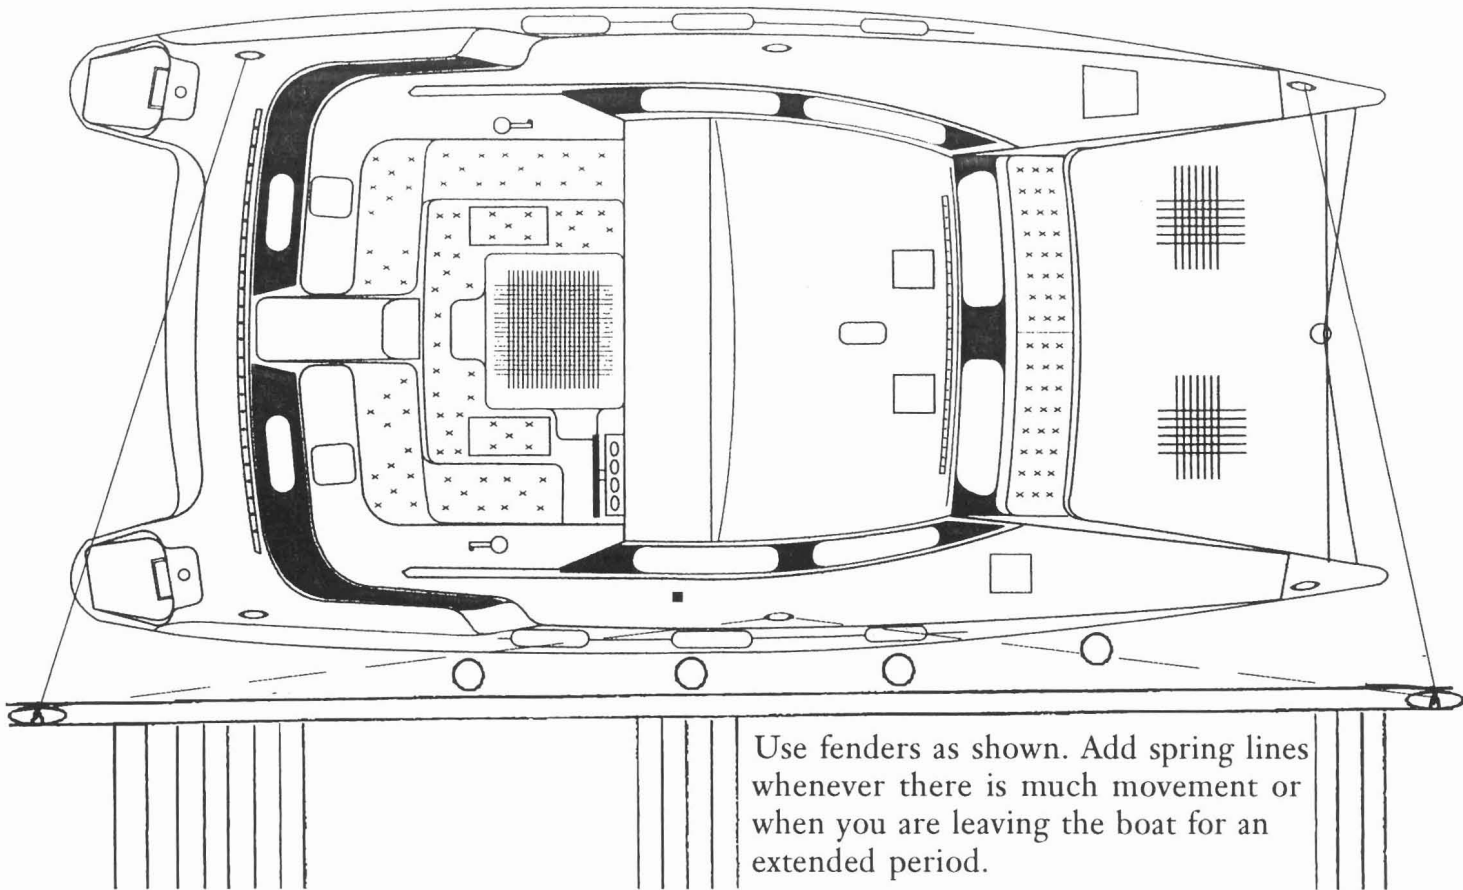 Use fenders as shown. Add spring lines
whenever there is much movement or
when you are leaving the boat for an
extended period.